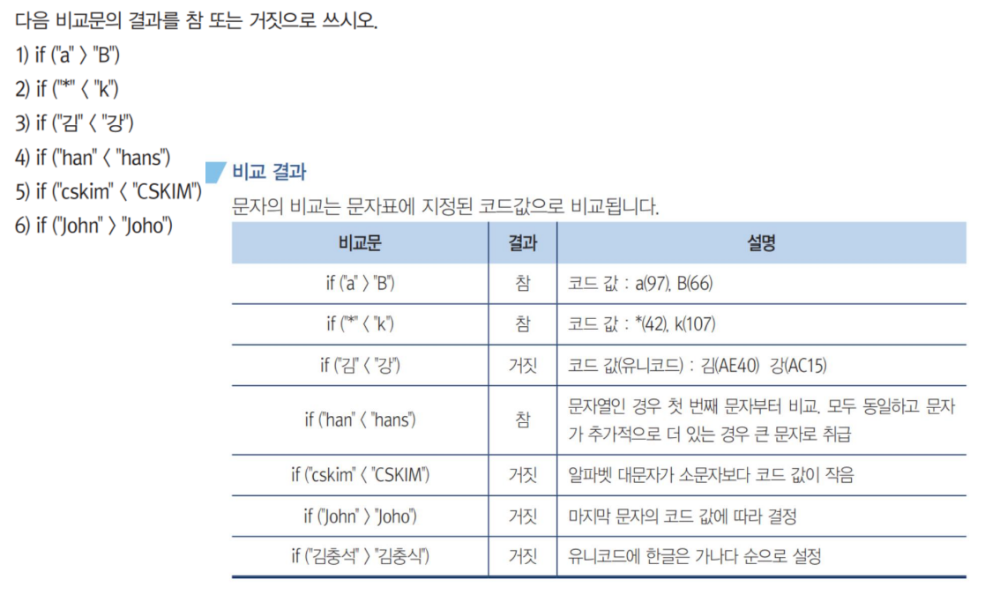 다음 비교문의 결과를 참 또는 거짓으로 쓰시오.
1) if ("a" > "B")
2) if ("*" < "k")
3) if ("김" < "강")
4) if ("han" < "hans")
5) if ("cskim" < "CSKIM")
6) if ("John" > "Joho")
비교 결과
문자의 비교는 문자표에 지정된 코드값으로 비교됩니다.
비교문 결과 설명
if ("a" > "B") 참 코드 값 : a(97), B(66)
if ("*" < "k") 참 코드 값 : *(42), k(107)
if ("김" < "강") 거짓 코드 값(유니코드) : 김(AE40) 강(AC15)
if ("han" < "hans") 참 문자열인 경우 첫 번째 문자부터 비교. 모두 동일하고 문자
가 추가적으로 더 있는 경우 큰 문자로 취급
if ("cskim" < "CSKIM") 거짓 알파벳 대문자가 소문자보다 코드 값이 작음
if ("John" > "Joho") 거짓 마지막 문자의 코드 값에 따라 결정
if ("김충석" > "김충식") 거짓 유니코드에 한글은 가나다 순으로 설정